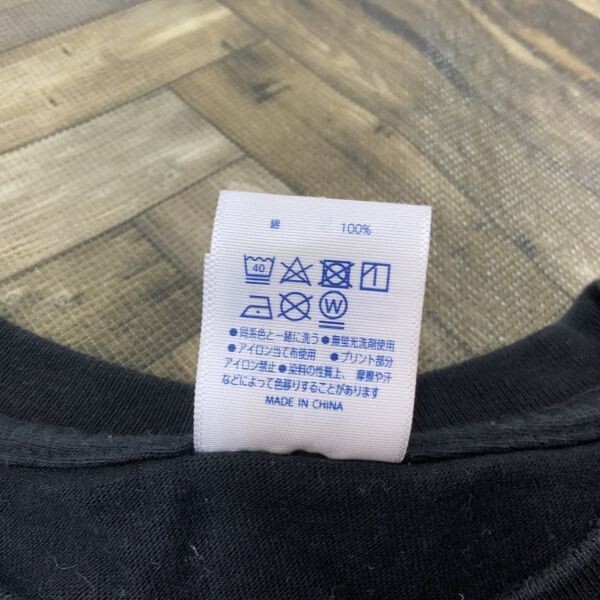 綿 100%
40
W
●同系色と一緒に洗う ●無蛍光洗剤使用
●アイロン当て布使用 ●プリント部分
アイロン禁止 ●染料の性質上、摩擦や汗
などによって色移りすることがあります
MADE IN CHINA